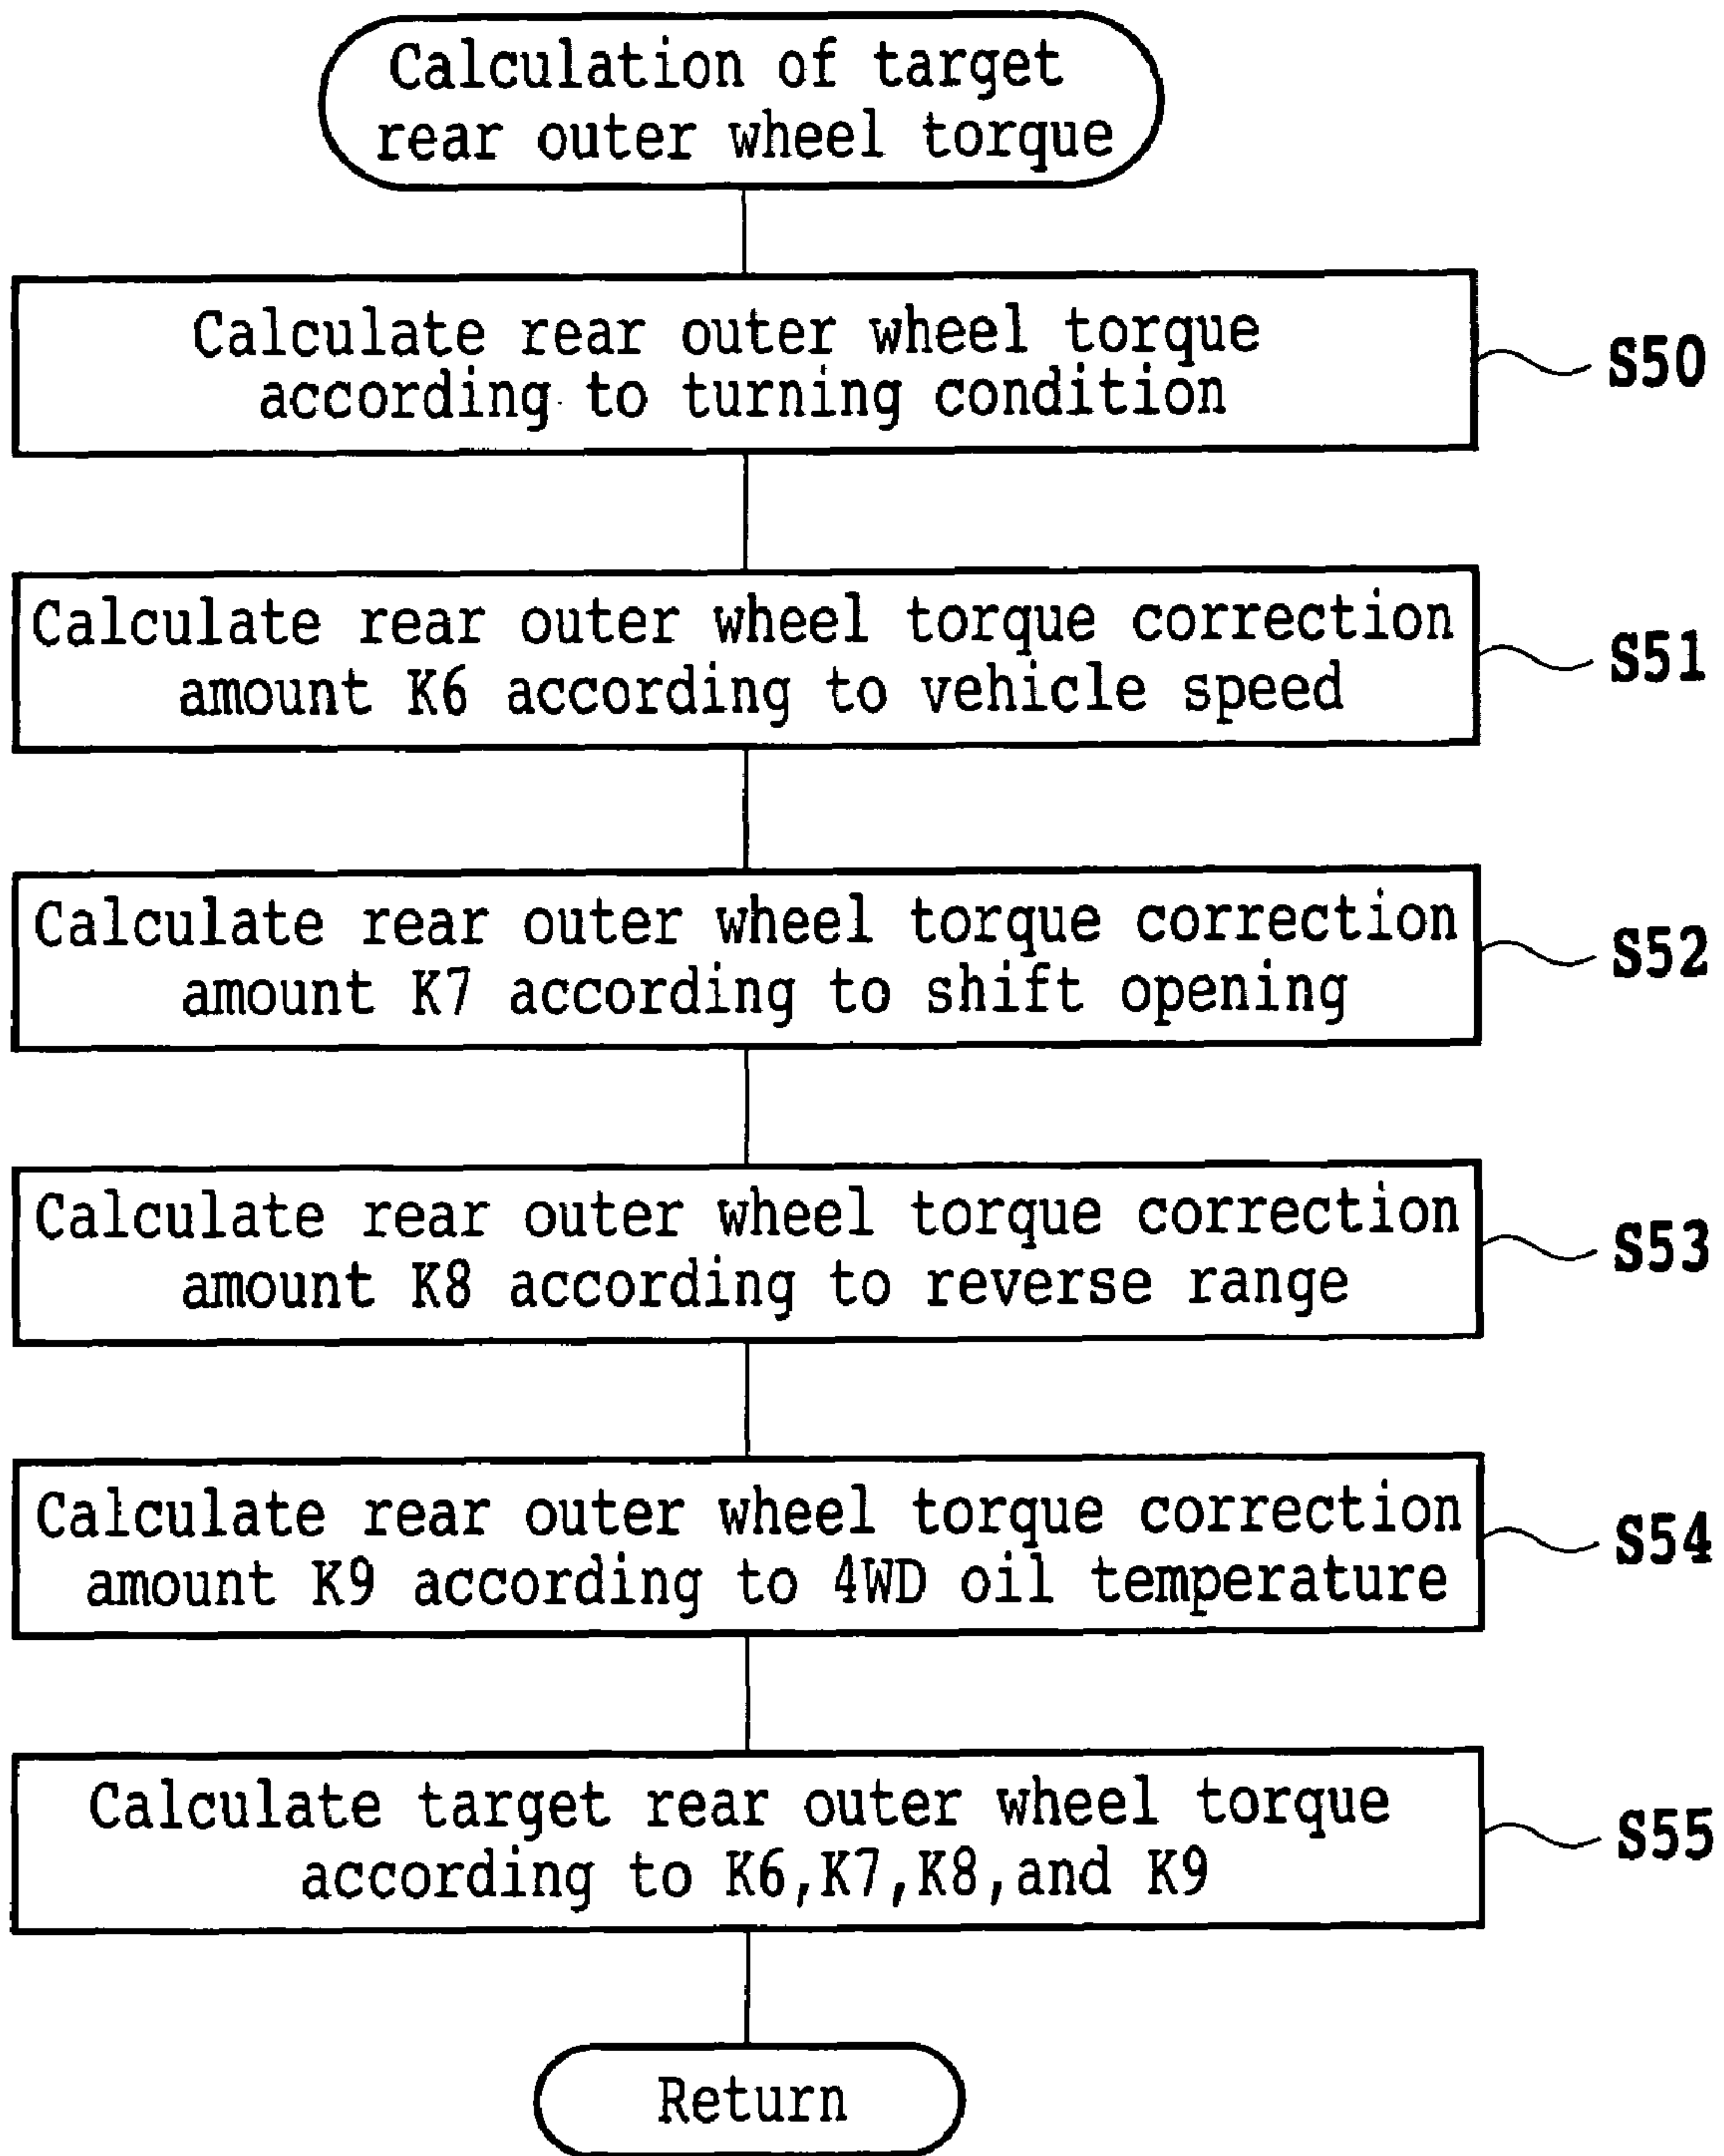 Calculation of target
rear outer wheel torque
Calculate rear outer wheel torque
according to turning condition
S50
Calculate rear outer wheel torque correction
amount K6 according to vehicle speed
S51
Calculate rear outer wheel torque correction
amount K7 according to shift opening
S52
Calculate rear outer wheel torque correction
amount K8 according to reverse range
S53
Calculate rear outer wheel torque correction
amount K9 according to 4WD oil temperature
S54
Calculate target rear outer wheel torque
according to K6,K7,K8,and K9
S55
Return